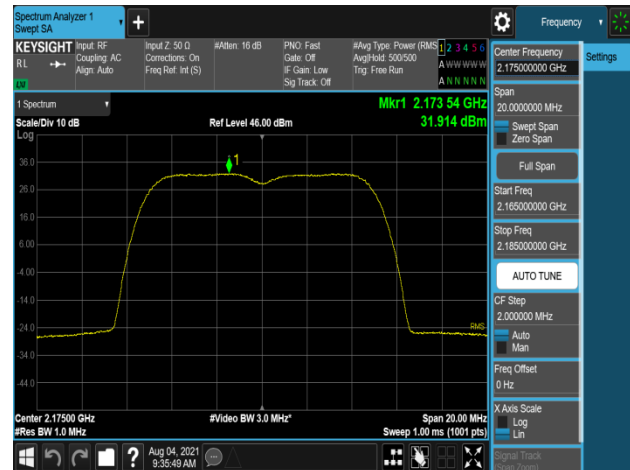 Spectrum Analyzer 1
Swept SA
Frequency
KEYSIGHT
RL
Input: RF
Coupling: AC
Align: Auto
Input Z: 50 Ω
Corrections: On
Freq Ref: Int (S)
#Atten: 16 dB
PNO: Fast
Gate: Off
IF Gain: Low
Sig Track: Off
#Avg Type: Power (RMS
Avg|Hold: 500/500
Trig: Free Run
1 2 3 4 5 6
A W W W W W
A N N N N N
LNI
1 Spectrum
Scale/Div 10 dB
Ref Level 46.00 dBm
Mkr1 2.173 54 GHz
31.914 dBm
Log
36.0
26.0
16.0
6.00
-4.00
-14.0
-24.0
-34.0
-44.0
1
RMS
Center 2.17500 GHz
#Video BW 3.0 MHz*
Span 20.00 MHz
#Res BW 1.0 MHz
Sweep 1.00 ms (1001 pts)
Aug 04, 2021
9:35:49 AM
Center Frequency
2.175000000 GHz
Settings
Span
20.0000000 MHz
Swept Span
Zero Span
Full Span
Start Freq
2.165000000 GHz
Stop Freq
2.185000000 GHz
AUTO TUNE
CF Step
2.000000 MHz
Auto
Man
Freq Offset
0 Hz
X Axis Scale
Log
Lin
Signal Track
(Span Zoom)